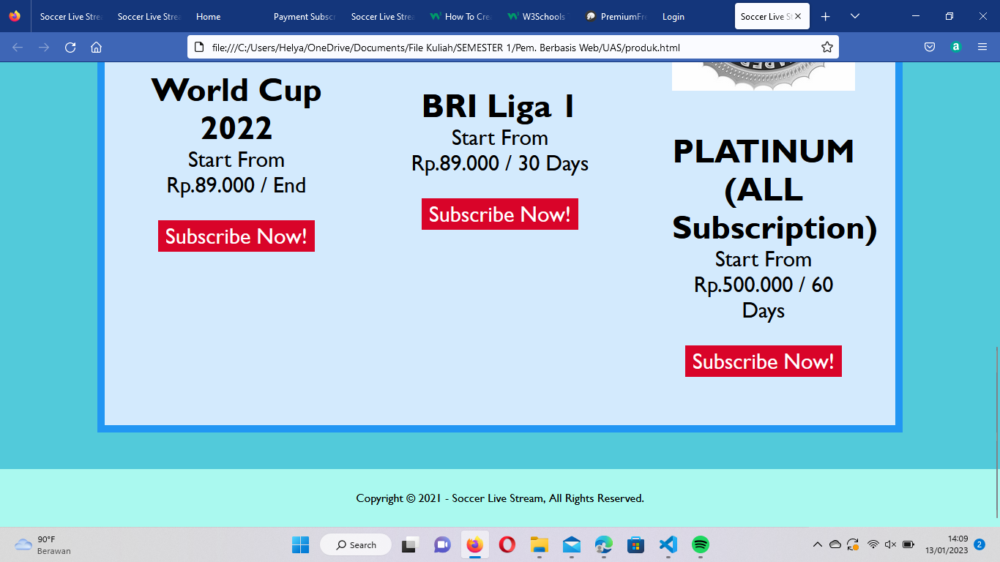 Soccer Live Stre
Soccer Live Strea
Home
Payment Subscr
Soccer Live Strea
How To Crea
W3Schools
PremiumFre
Login
Soccer Live St
file:///C:/Users/Helya/OneDrive/Documents/File Kuliah/SEMESTER 1/Pem. Berbasis Web/UAS/produk.html
World Cup
2022
Start From
Rp.89.000 / End
Subscribe Now!
BRI Liga 1
Start From
Rp.89.000 / 30 Days
Subscribe Now!
PLATINUM
(ALL
Subscription)
Start From
Rp.500.000 / 60
Days
Subscribe Now!
Copyright © 2021 - Soccer Live Stream, All Rights Reserved.
90°F
Berawan
Search
14:09
13/01/2023
2